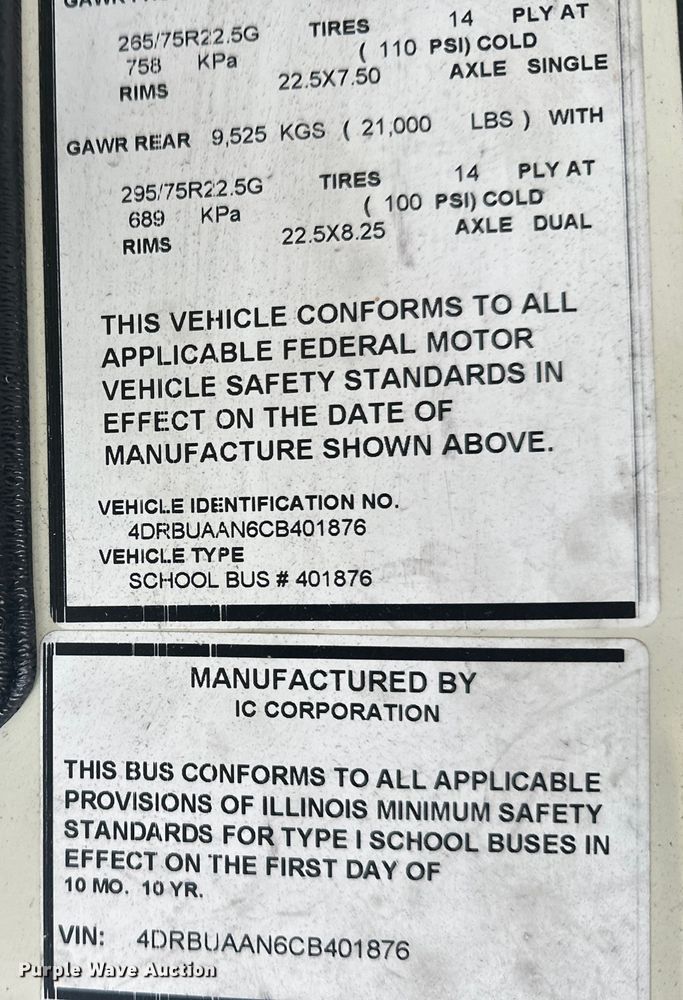 265/75R22.5G TIRES 14 PLY AT
758 KPa ( 110 PSI) COLD
RIMS 22.5X7.50 AXLE SINGLE
GAWR REAR 9,525 KGS ( 21,000 LBS ) WITH
295/75R22.5G TIRES 14 PLY AT
689 KPa ( 100 PSI) COLD
RIMS 22.5X8.25 AXLE DUAL
THIS VEHICLE CONFORMS TO ALL
APPLICABLE FEDERAL MOTOR
VEHICLE SAFETY STANDARDS IN
EFFECT ON THE DATE OF
MANUFACTURE SHOWN ABOVE.
VEHICLE IDENTIFICATION NO.
4DRBUAAN6CB401876
VEHICLE TYPE
SCHOOL BUS # 401876
MANUFACTURED BY
IC CORPORATION
THIS BUS CONFORMS TO ALL APPLICABLE
PROVISIONS OF ILLINOIS MINIMUM SAFETY
STANDARDS FOR TYPE I SCHOOL BUSES IN
EFFECT ON THE FIRST DAY OF
10 MO. 10 YR.
VIN: 4DRBUAAN6CB401876
Purple Wave Auction